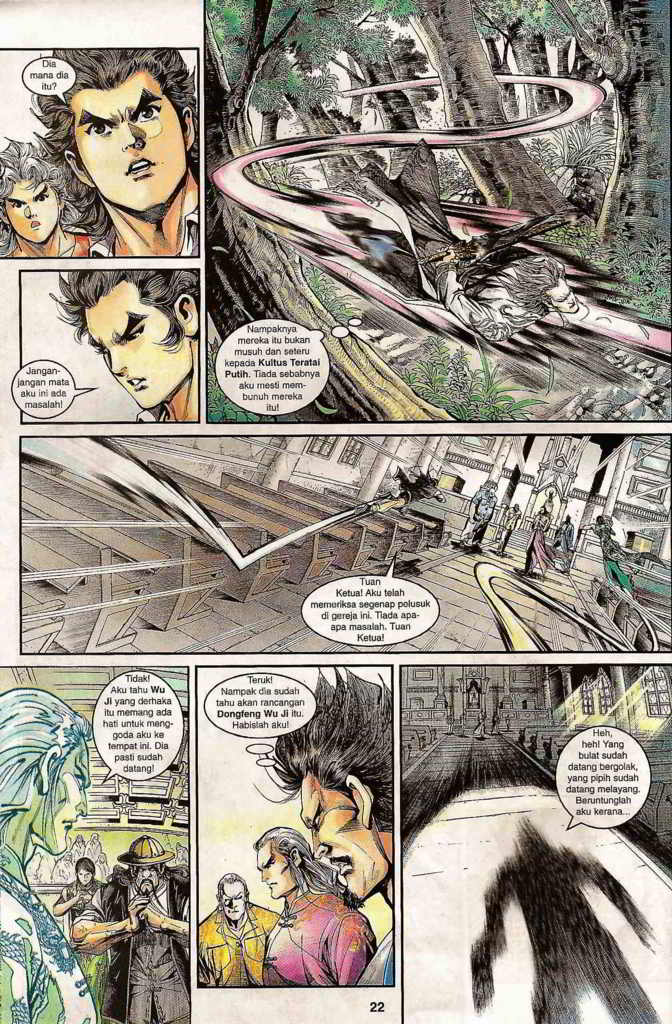 Dia
mana dia
itu?
Nampaknya
mereka itu bukan
musuh dan seteru
kepada Kultus Teratai
Putih. Tiada sebabnya
aku mesti mem-
bunuh mereka
itu!
Jangan-
jangan mata
aku ini ada
masalah!
Tuan
Ketua! Aku telah
memeriksa segenap pelusuk
di gereja ini. Tiada apa-
apa masalah. Tuan
Ketua!
Tidak!
Aku tahu Wu
Ji yang derhaka
itu memang ada
hati untuk meng-
goda aku ke
tempat ini. Dia
pasti sudah
datang!
Teruk!
Nampak dia sudah
tahu akan rancangan
Dongfeng Wu Ji itu.
Habislah aku!
Heh,
heh! Yang
bulat sudah
datang bergolek,
yang pipih sudah
datang melayang.
Beruntunglah
aku kerana...
22